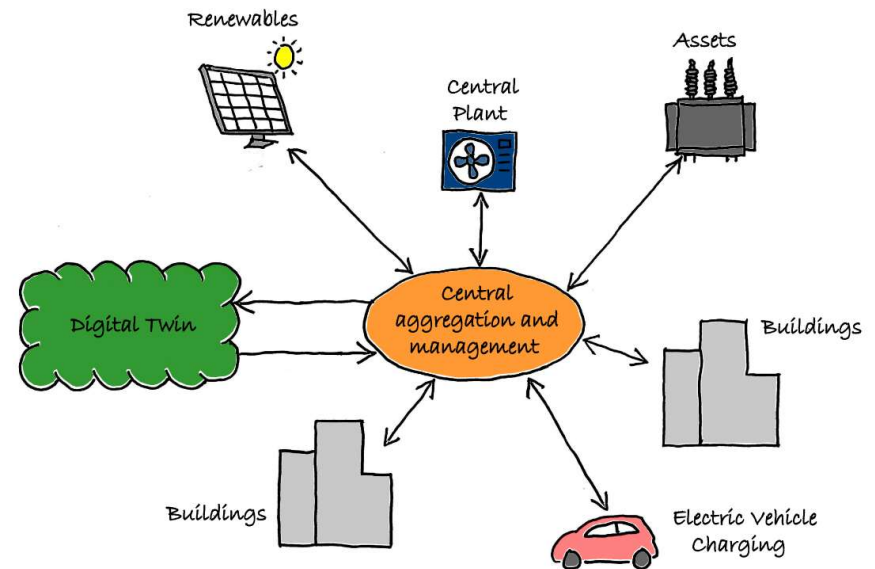 Renewables
Assets
Central
Plant
Digital Twin
Central
aggregation and
management
Buildings
Buildings
Electric Vehicle
Charging